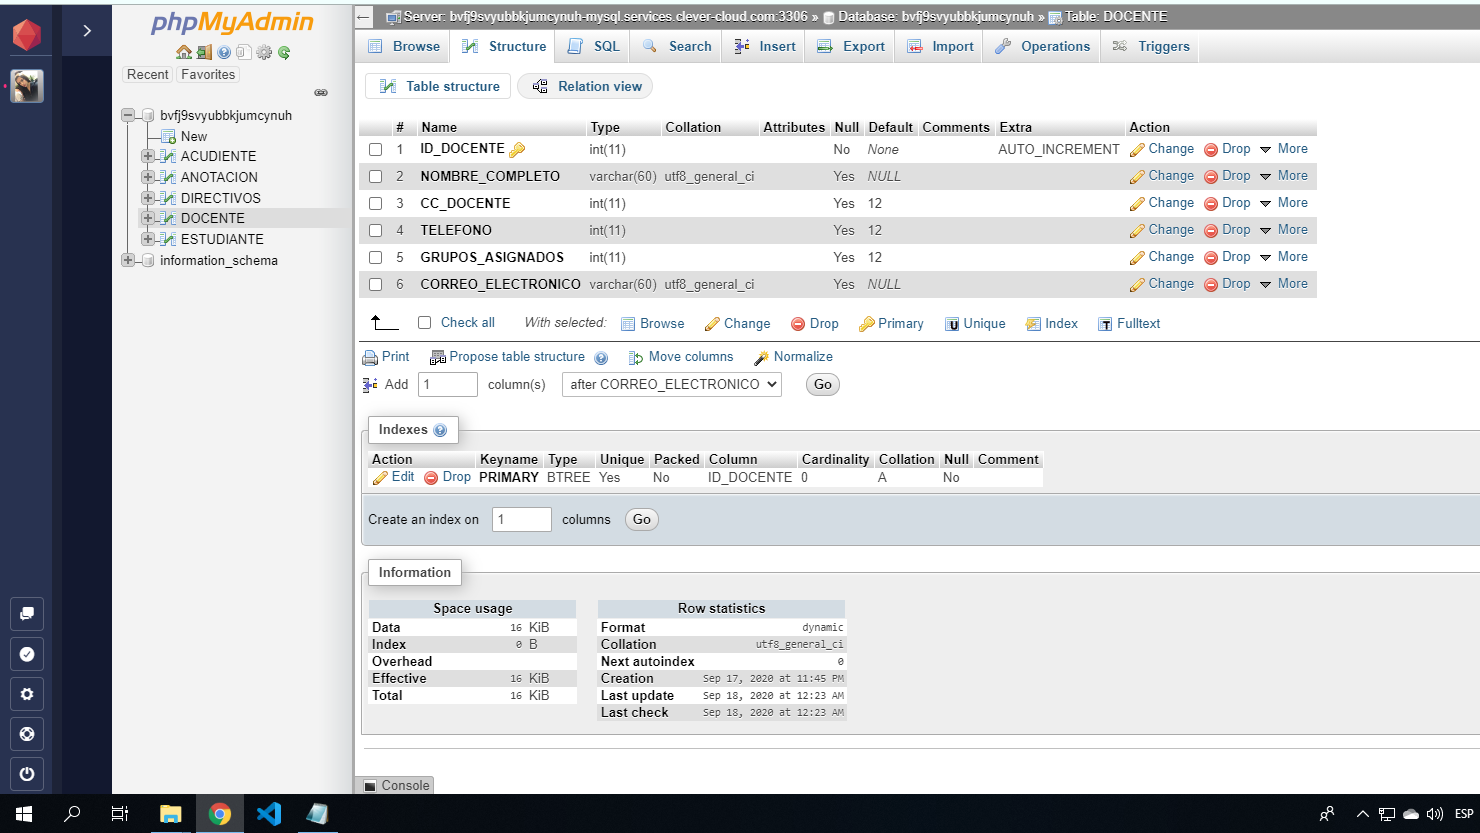 Server: bvfj9svyubbkjumcynuh-mysql.services.clever-cloud.com:3306 » Database: bvfj9svyubbkjumcynuh » Table: DOCENTE
phpMyAdmin
Recent Favorites
bvfj9svyubbkjumcynuh
New
ACUDIENTE
ANOTACION
DIRECTIVOS
DOCENTE
ESTUDIANTE
information_schema
Browse Structure SQL Search Insert Export Import Operations Triggers
Table structure Relation view
# Name Type Collation Attributes Null Default Comments Extra Action
1 ID_DOCENTE int(11) No None AUTO_INCREMENT Change Drop More
2 NOMBRE_COMPLETO varchar(60) utf8_general_ci Yes NULL Change Drop More
3 CC_DOCENTE int(11) Yes 12 Change Drop More
4 TELEFONO int(11) Yes 12 Change Drop More
5 GRUPOS_ASIGNADOS int(11) Yes 12 Change Drop More
6 CORREO_ELECTRONICO varchar(60) utf8_general_ci Yes NULL Change Drop More
Check all With selected: Browse Change Drop Primary Unique Index Fulltext
Print Propose table structure Move columns Normalize
Add 1 column(s) after CORREO_ELECTRONICO Go
Indexes
Action Keyname Type Unique Packed Column Cardinality Collation Null Comment
Edit Drop PRIMARY BTREE Yes No ID_DOCENTE 0 A No
Create an index on 1 columns Go
Information
Space usage
Data 16 KiB
Index 0 B
Overhead
Effective 16 KiB
Total 16 KiB
Row statistics
Format dynamic
Collation utf8_general_ci
Next autoindex 0
Creation Sep 17, 2020 at 11:45 PM
Last update Sep 18, 2020 at 12:23 AM
Last check Sep 18, 2020 at 12:23 AM
Console
ESP